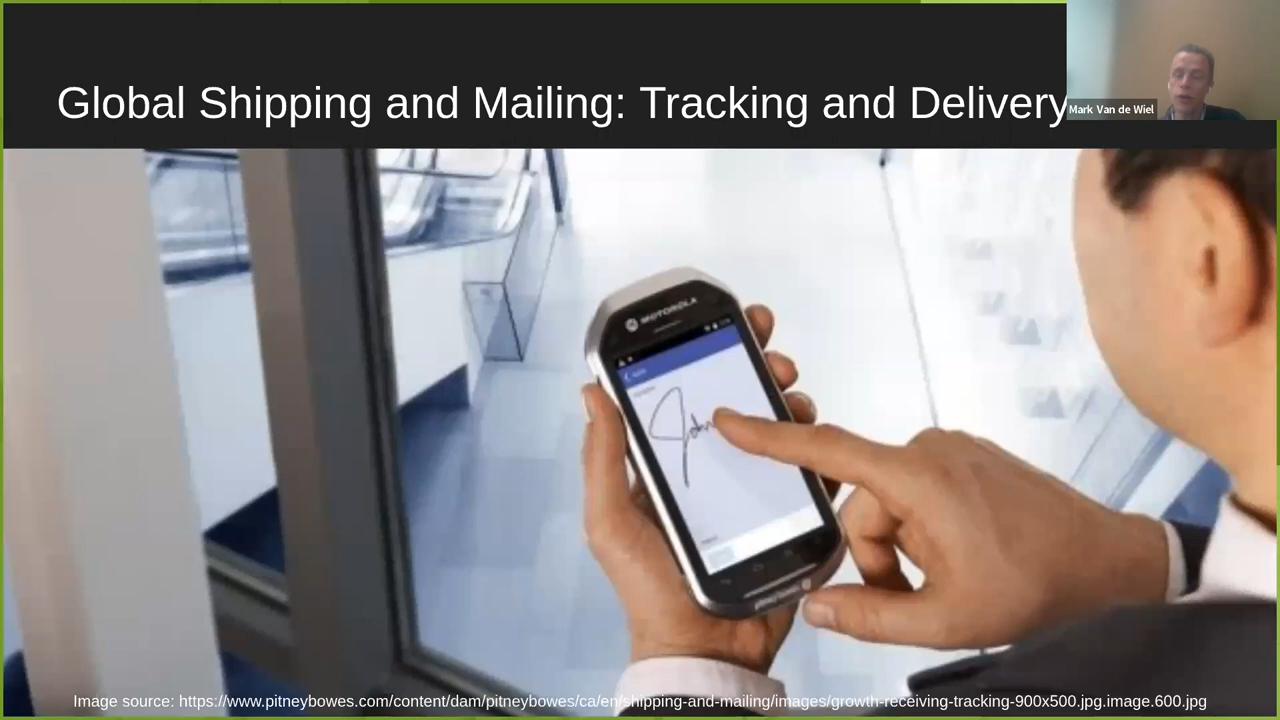 Global Shipping and Mailing: Tracking and Delivery
Mark Van de Wiel
MOTOROLA
John
Image source: https://www.pitneybowes.com/content/dam/pitneybowes/ca/en/shipping-and-mailing/images/growth-receiving-tracking-900x500.jpg.image.600.jpg